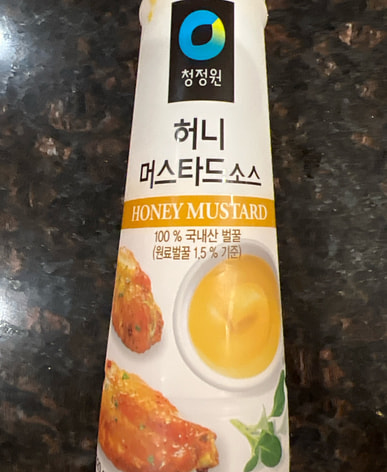 청정원
허니
머스타드소스
HONEY MUSTARD
100 % 국내산 벌꿀
(원료벌꿀 1,5 % 기준)